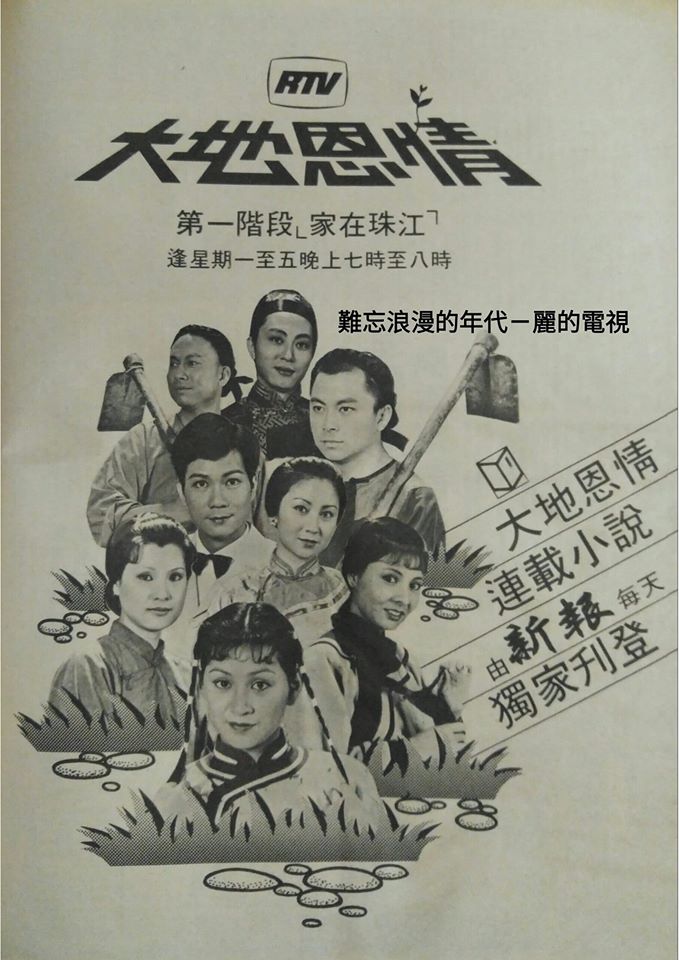 RTV
大地恩情
第一階段「家在珠江」
逢星期一至五晚上七時至八時
難忘浪漫的年代－麗的電視
大地恩情
連載小說
由新報每天
獨家刊登